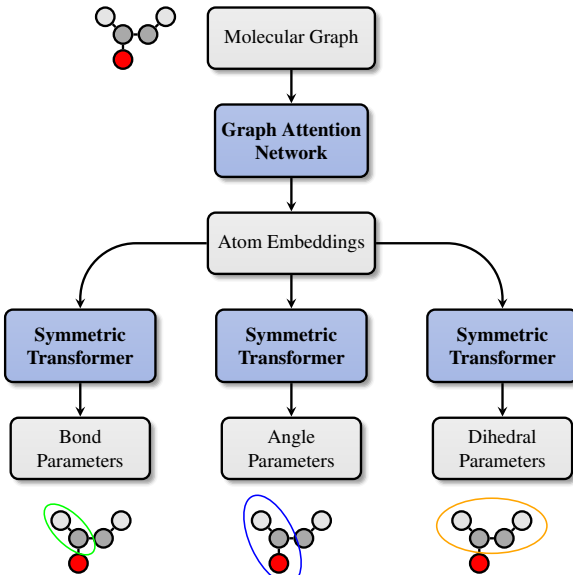 Molecular Graph
Graph Attention
Network
Atom Embeddings
Symmetric
Transformer
Symmetric
Transformer
Symmetric
Transformer
Bond
Parameters
Angle
Parameters
Dihedral
Parameters